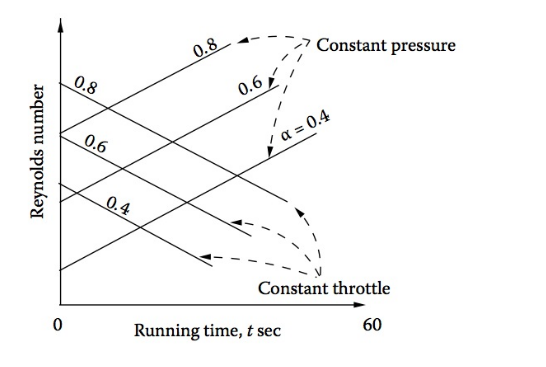 0.8
Constant pressure
0.8
0.6
α = 0.4
0.6
0.4
Reynolds number
Constant throttle
0
Running time, t sec
60